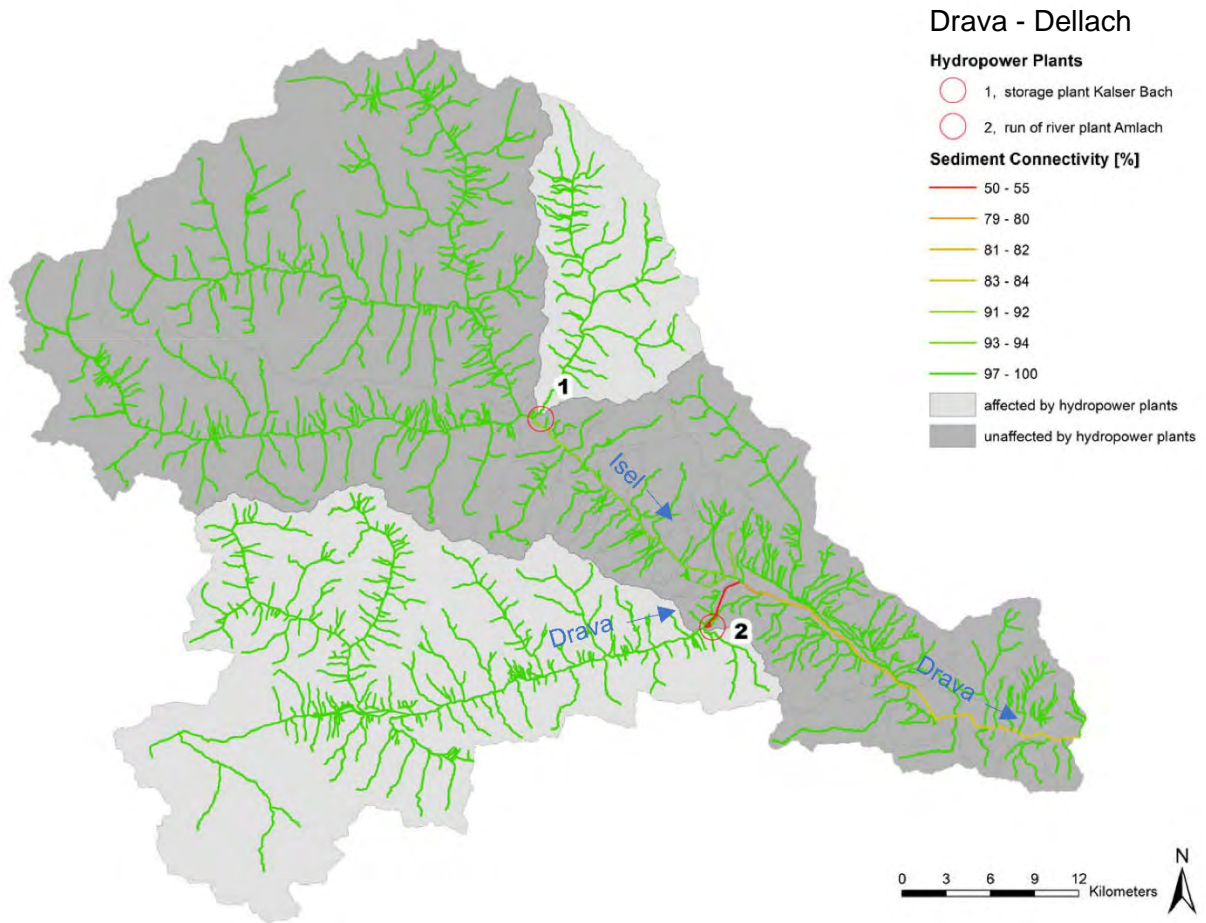 Drava - Dellach
Hydropower Plants
1, storage plant Kalser Bach
2, run of river plant Amlach
Sediment Connectivity [%]
50 - 55
79 - 80
81 - 82
83 - 84
91 - 92
93 - 94
97 - 100
affected by hydropower plants
unaffected by hydropower plants
1
Isel
Drava
2
Drava
N
0 3 6 9 12 Kilometers